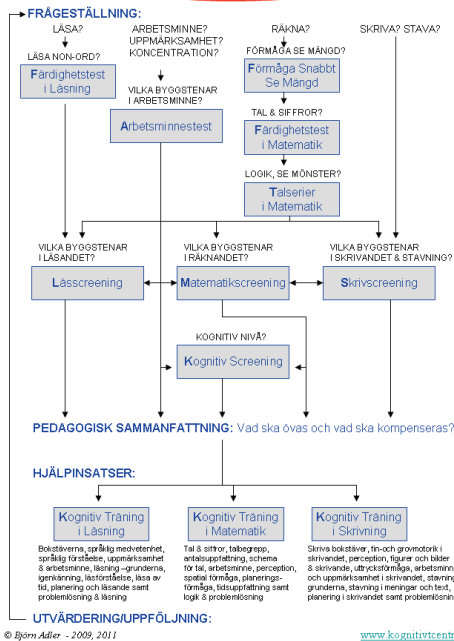 FRÅGESTÄLLNING:
LÄSA?
ARBETSMINNE?
UPPMÄRKSAMHET?
KONCENTRATION?
RÄKNA?
SKRIVA? STAVA?
LÄSA NON-ORD?
Färdighetstest
i Läsning
VILKA BYGGSTENAR
I ARBETSMINNE?
Arbetsminnestest
FÖRMÅGA SE MÄNGD?
Förmåga Snabbt
Se Mängd
TAL & SIFFROR?
Färdighetstest
i Matematik
LOGIK, SE MÖNSTER?
Talserier
i Matematik
VILKA BYGGSTENAR
I LÄSANDET?
Lässcreening
VILKA BYGGSTENAR
I RÄKNANDET?
Matematikscreening
VILKA BYGGSTENAR
I SKRIVANDET & STAVNING?
Skrivscreening
KOGNITIV NIVÅ?
Kognitiv Screening
PEDAGOGISK SAMMANFATTNING: Vad ska övas och vad ska kompenseras?
HJÄLPINSATSER:
Kognitiv Träning
i Läsning
Bokstäverna, språklig medvetenhet,
språklig förståelse, uppmärksamhet
& arbetsminne, läsning –grunderna,
igenkänning, läsförståelse, läsa av
tid, planering och läsande samt
problemlösning & läsning
Kognitiv Träning
i Matematik
Tal & siffror, talbegrepp,
antalsuppfattning, schema
för tal, arbetsminne, perception,
spatial förmåga, planerings-
förmåga, tidsuppfattning samt
logik & problemlösning
Kognitiv Träning
i Skrivning
Skriva bokstäver, fin-och grovmotorik i
skrivandet, perception, figurer och bilder
& skrivande, uttrycksförmåga, arbetsminn
och uppmärksamhet i skrivandet, stavning
grunderna, stavning i meningar och text,
planering i skrivandet samt problemlösnin
UTVÄRDERING/UPPFÖLJNING:
© Björn Adler - 2009, 2011
www.kognitivtcentr